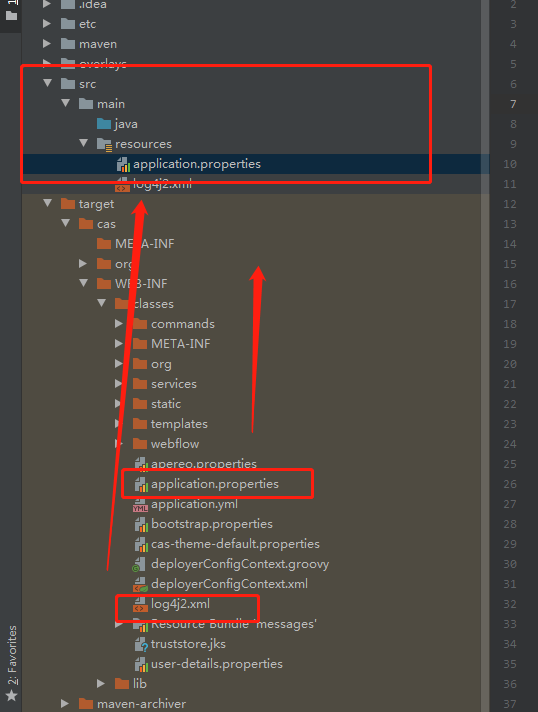 .idea
2
etc
3
maven
4
overlays
5
src
6
main
7
java
8
resources
9
application.properties
10
log4j2.xml
11
target
12
cas
13
META-INF
14
org
15
WEB-INF
16
classes
17
commands
18
META-INF
19
org
20
services
21
static
22
templates
23
webflow
24
apereo.properties
25
application.properties
26
application.yml
27
bootstrap.properties
28
cas-theme-default.properties
29
deployerConfigContext.groovy
30
deployerConfigContext.xml
31
log4j2.xml
32
Resource Bundle 'messages'
33
truststore.jks
34
user-details.properties
35
lib
36
maven-archiver
37
2: Favorites